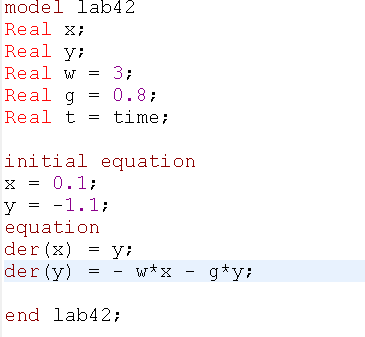 model lab42
Real x;
Real y;
Real w = 3;
Real g = 0.8;
Real t = time;
initial equation
x = 0.1;
y = -1.1;
equation
der(x) = y;
der(y) = - w*x - g*y;
end lab42;